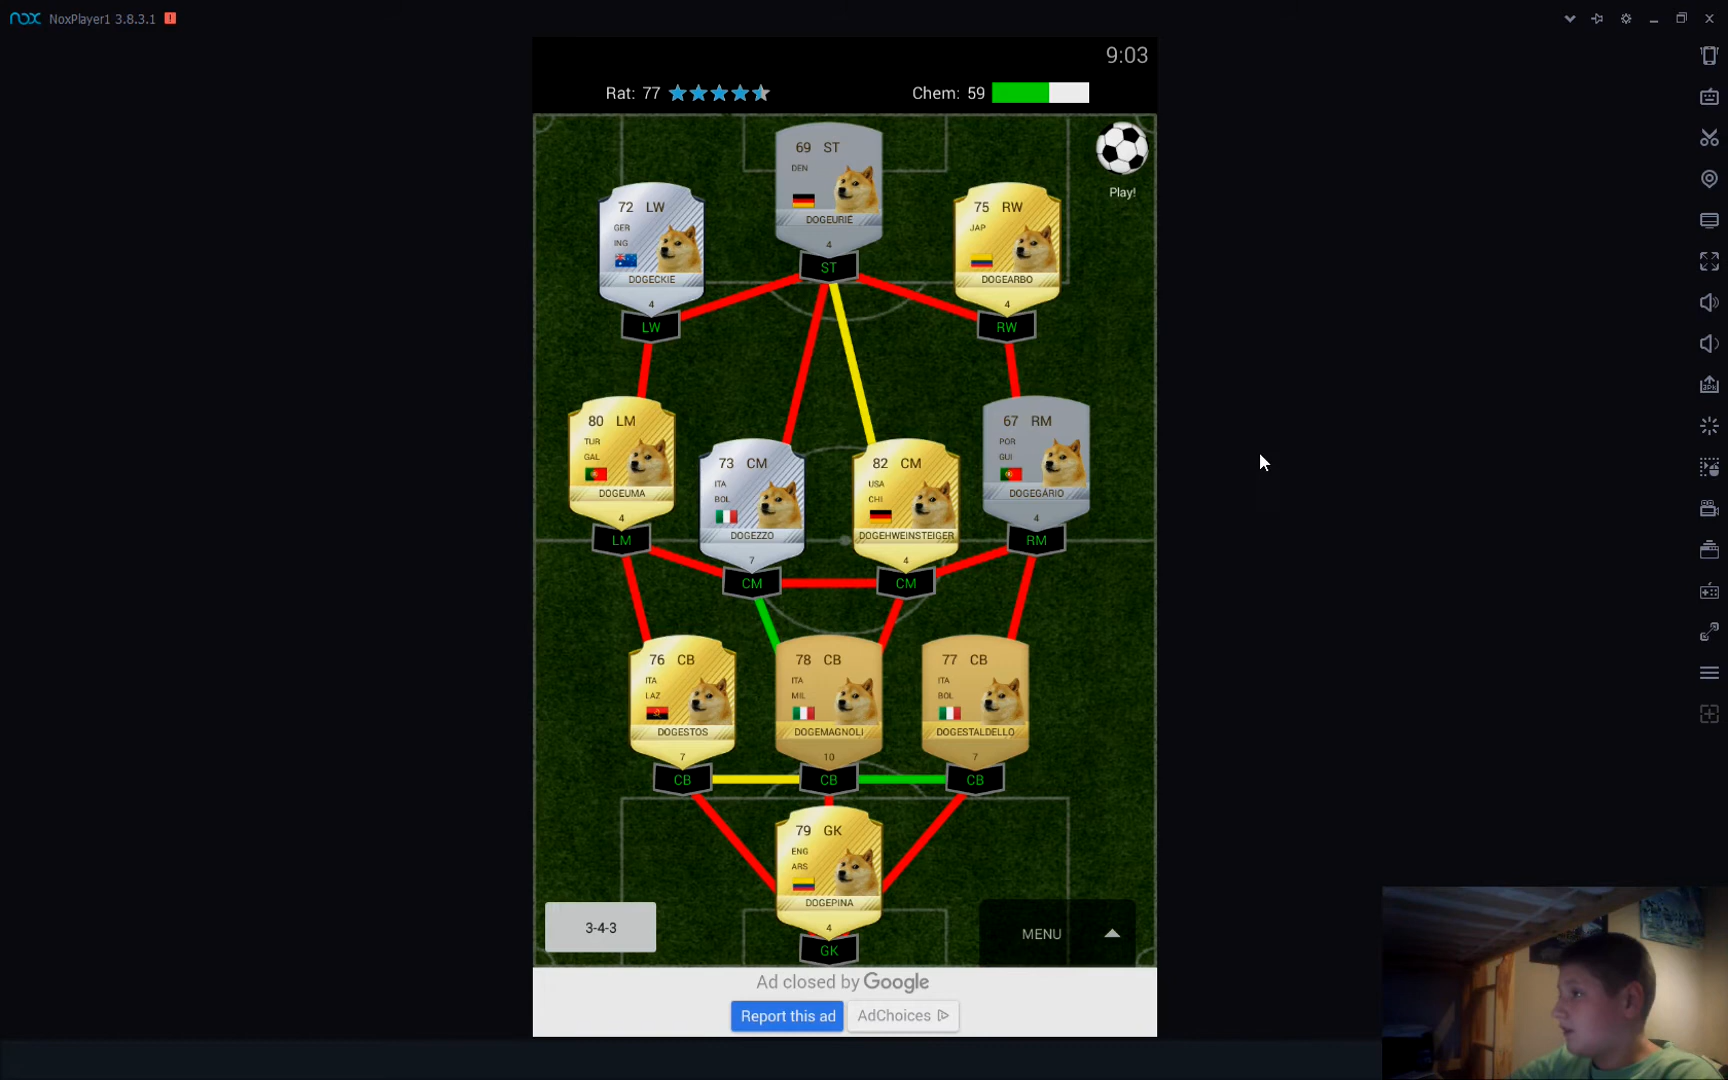 nox NoxPlayer1 3.8.3.1
9:03
Rat: 77 Chem: 59
69 ST
DEN
DOGEURIÉ
4
ST
Play!
72 LW
GER
ING
DOGECKIE
4
LW
75 RW
JAP
DOGEARBO
4
RW
80 LM
TUR
GAL
DOGEUMA
4
LM
73 CM
ITA
BOL
DOGEZZO
7
CM
82 CM
USA
CHI
DOGEHWEINSTEIGER
4
CM
67 RM
POR
GUI
DOGEGÁRIO
4
RM
76 CB
ITA
LAZ
DOGESTOS
7
CB
78 CB
ITA
MIL
DOGEMAGNOLI
10
CB
77 CB
ITA
BOL
DOGESTALDELLO
7
CB
79 GK
ENG
ARS
DOGEPINA
4
GK
3-4-3
MENU
Ad closed by Google
Report this ad AdChoices